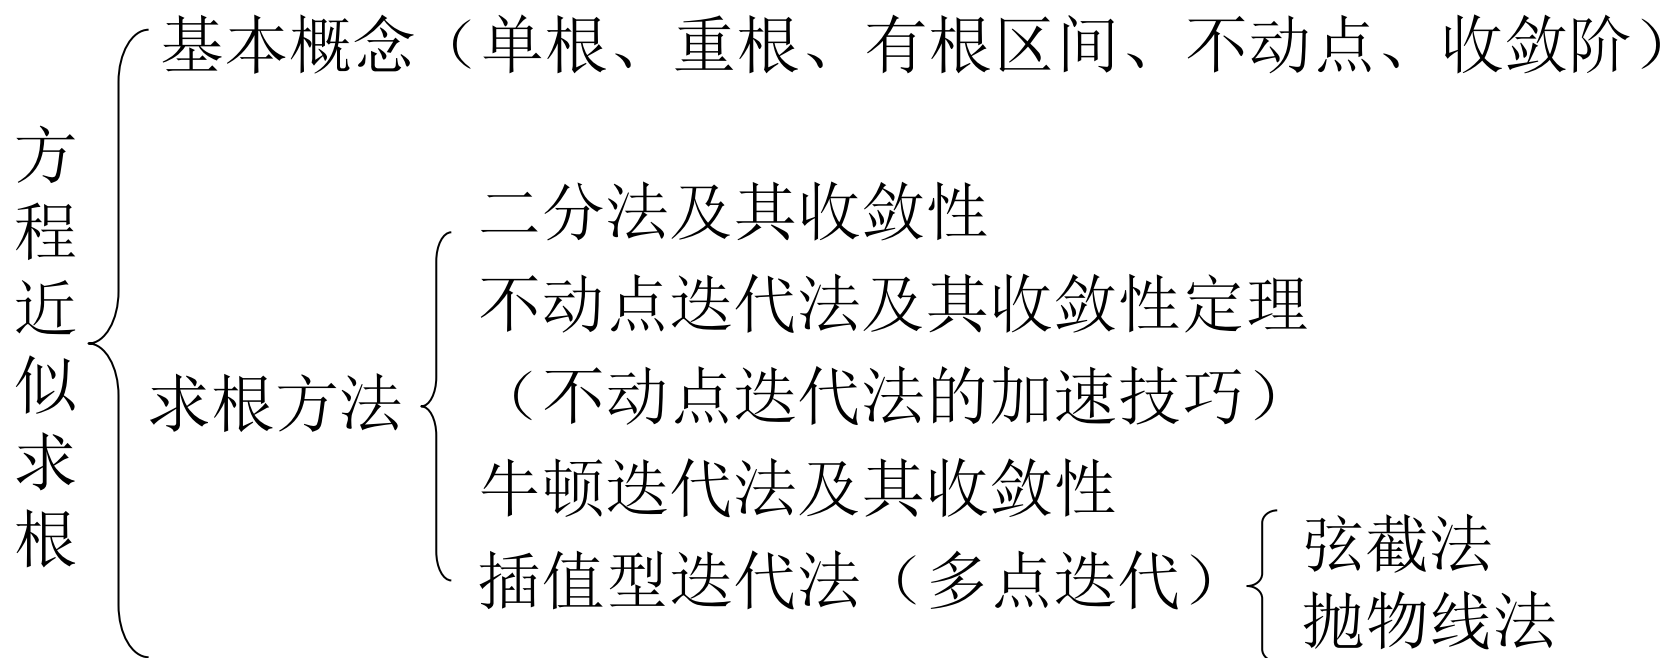 方程近似求根
基本概念（单根、重根、有根区间、不动点、收敛阶）
求根方法
二分法及其收敛性
不动点迭代法及其收敛性定理
（不动点迭代法的加速技巧）
牛顿迭代法及其收敛性
插值型迭代法（多点迭代）
弦截法
抛物线法